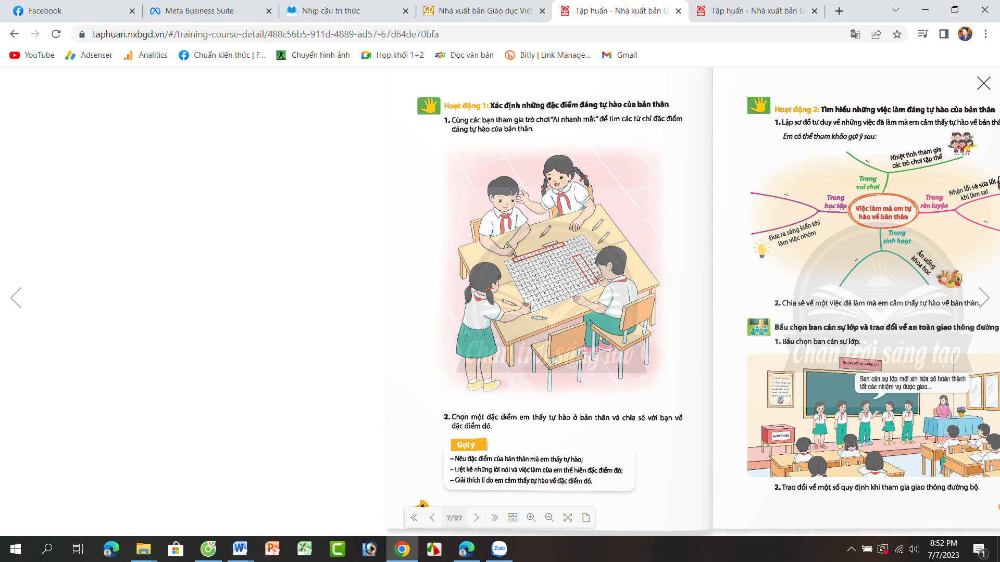 Facebook
Meta Business Suite
Nhịp cầu tri thức
Nhà xuất bản Giáo dục Việt
Tập huấn - Nhà xuất bản Gi
Tập huấn - Nhà xuất bản Gi
taphuan.nxbgd.vn/#/training-course-detail/488c56b5-911d-4889-ad57-67d64de70bfa
YouTube
Adsenser
Analitics
Chuẩn kiến thức | F...
Chuyển hình ảnh
Họp khối 1+2
Đọc văn bản
Bitly | Link Manage...
Gmail
Hoạt động 1: Xác định những đặc điểm đáng tự hào của bản thân
1. Cùng các bạn tham gia trò chơi “Ai nhanh mắt” để tìm các từ chỉ đặc điểm
đáng tự hào của bản thân.
Chân trời sáng tạo
2. Chọn một đặc điểm em thấy tự hào ở bản thân và chia sẻ với bạn về
đặc điểm đó.
Gợi ý
– Nêu đặc điểm của bản thân mà em thấy tự hào;
– Liệt kê những lời nói và việc làm của em thể hiện đặc điểm đó;
– Giải thích lí do em cảm thấy tự hào về đặc điểm đó.
7/97
Hoạt động 2: Tìm hiểu những việc làm đáng tự hào của bản thân
1. Lập sơ đồ tư duy về những việc đã làm mà em cảm thấy tự hào về bản thâ
Em có thể tham khảo gợi ý sau:
...
Nhiệt tình tham gia
các trò chơi tập thể
Trong
vui chơi
...
Trong
học tập
Đưa ra sáng kiến khi
làm việc nhóm
Việc làm mà em tự
hào về bản thân
Trong
rèn luyện
Nhận lỗi và sửa lỗi
khi làm sai
...
Trong
sinh hoạt
...
Ăn uống
khoa học
2. Chia sẻ về một việc đã làm mà em cảm thấy tự hào về bản thân.
Bầu chọn ban cán sự lớp và trao đổi về an toàn giao thông đường
1. Bầu chọn ban cán sự lớp.
Chân trời sáng tạo
THI ĐUA DẠY TỐT - HỌC TỐT
Ban cán sự lớp mới xin hứa sẽ hoàn thành
tốt các nhiệm vụ được giao...
HÒM PHIẾU
2. Trao đổi về một số quy định khi tham gia giao thông đường bộ.
Zalo
8:52 PM
7/7/2023
1